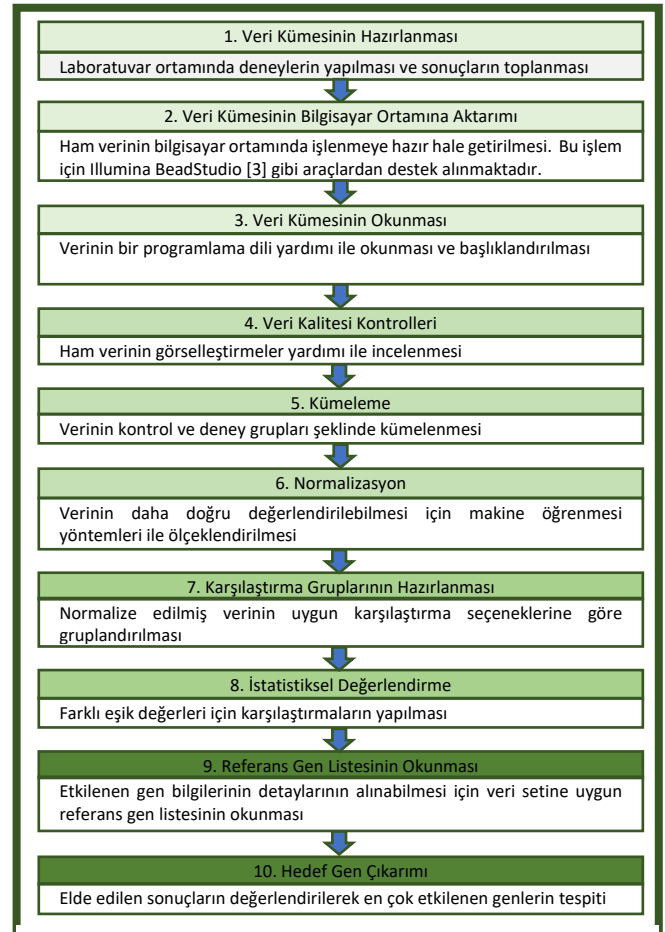 1. Veri Kümesinin Hazırlanması
Laboratuvar ortamında deneylerin yapılması ve sonuçların toplanması
2. Veri Kümesinin Bilgisayar Ortamına Aktarımı
Ham verinin bilgisayar ortamında işlenmeye hazır hale getirilmesi. Bu işlem
için Illumina BeadStudio [3] gibi araçlardan destek alınmaktadır.
3. Veri Kümesinin Okunması
Verinin bir programlama dili yardımı ile okunması ve başlıklandırılması
4. Veri Kalitesi Kontrolleri
Ham verinin görselleştirmeler yardımı ile incelenmesi
5. Kümeleme
Verinin kontrol ve deney grupları şeklinde kümelenmesi
6. Normalizasyon
Verinin daha doğru değerlendirilebilmesi için makine öğrenmesi
yöntemleri ile ölçeklendirilmesi
7. Karşılaştırma Gruplarının Hazırlanması
Normalize edilmiş verinin uygun karşılaştırma seçeneklerine göre
gruplandırılması
8. İstatistiksel Değerlendirme
Farklı eşik değerleri için karşılaştırmaların yapılması
9. Referans Gen Listesinin Okunması
Etkilenen gen bilgilerinin detaylarının alınabilmesi için veri setine uygun
referans gen listesinin okunması
10. Hedef Gen Çıkarımı
Elde edilen sonuçların değerlendirilerek en çok etkilenen genlerin tespiti